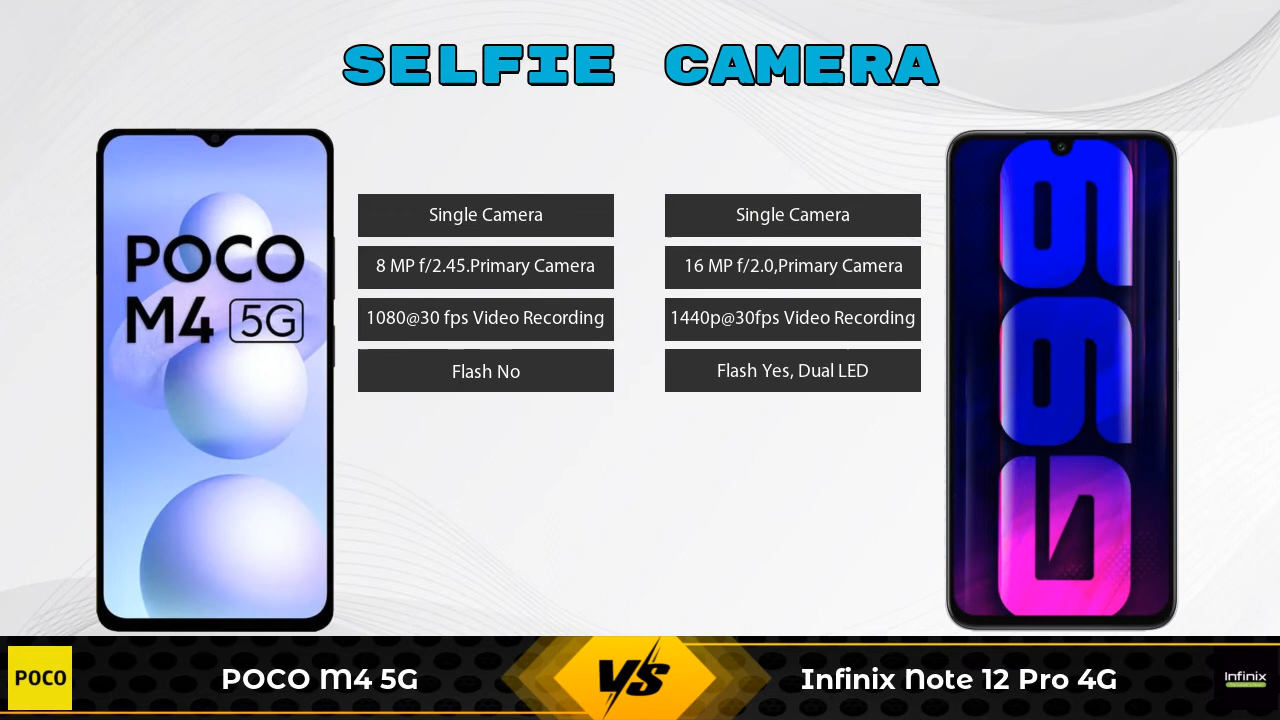 SELFIE CAMERA
POCO
M4 5G
Single Camera
8 MP f/2.45.Primary Camera
1080@30 fps Video Recording
Flash No
Single Camera
16 MP f/2.0,Primary Camera
1440p@30fps Video Recording
Flash Yes, Dual LED
G99
POCO
POCO M4 5G
VS
Infinix Note 12 Pro 4G
Infinix